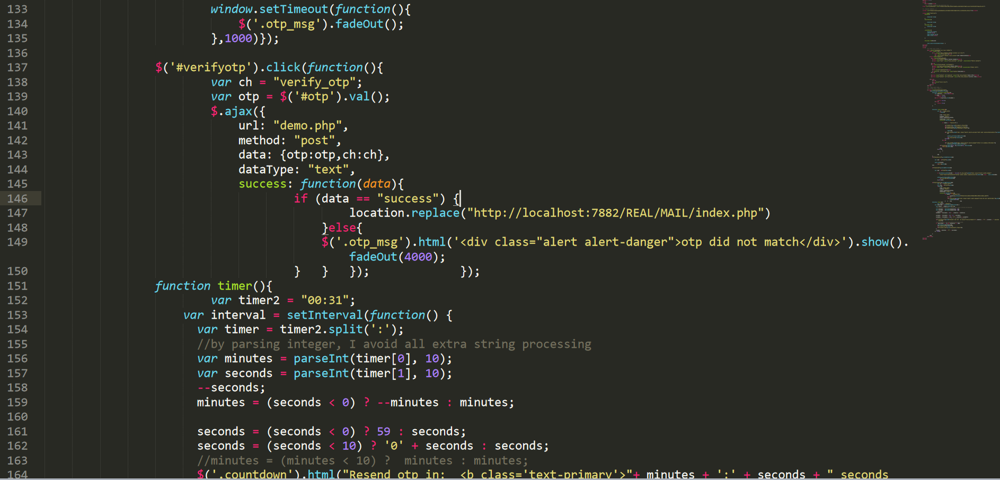 133 window.setTimeout(function(){
134 $('.otp_msg').fadeOut();
135 },1000)});
136
137 $('#verifyotp').click(function(){
138 var ch = "verify_otp";
139 var otp = $('#otp').val();
140 $.ajax({
141 url: "demo.php",
142 method: "post",
143 data: {otp:otp,ch:ch},
144 dataType: "text",
145 success: function(data){
146 if (data == "success") {
147 location.replace("http://localhost:7882/REAL/MAIL/index.php")
148 }else{
149 $('.otp_msg').html('<div class="alert alert-danger">otp did not match</div>').show().
fadeOut(4000);
150 } } }); });
151 function timer(){
152 var timer2 = "00:31";
153 var interval = setInterval(function() {
154 var timer = timer2.split(':');
155 //by parsing integer, I avoid all extra string processing
156 var minutes = parseInt(timer[0], 10);
157 var seconds = parseInt(timer[1], 10);
158 --seconds;
159 minutes = (seconds < 0) ? --minutes : minutes;
160
161 seconds = (seconds < 0) ? 59 : seconds;
162 seconds = (seconds < 10) ? '0' + seconds : seconds;
163 //minutes = (minutes < 10) ?  minutes : minutes;
164 $('.countdown').html("Resend otp in:  <b class='text-primary'>"+ minutes + ':' + seconds + " seconds